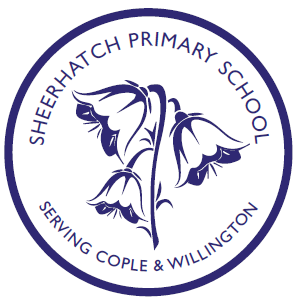 SHEERHATCH PRIMARY SCHOOL
SERVING COPLE & WILLINGTON